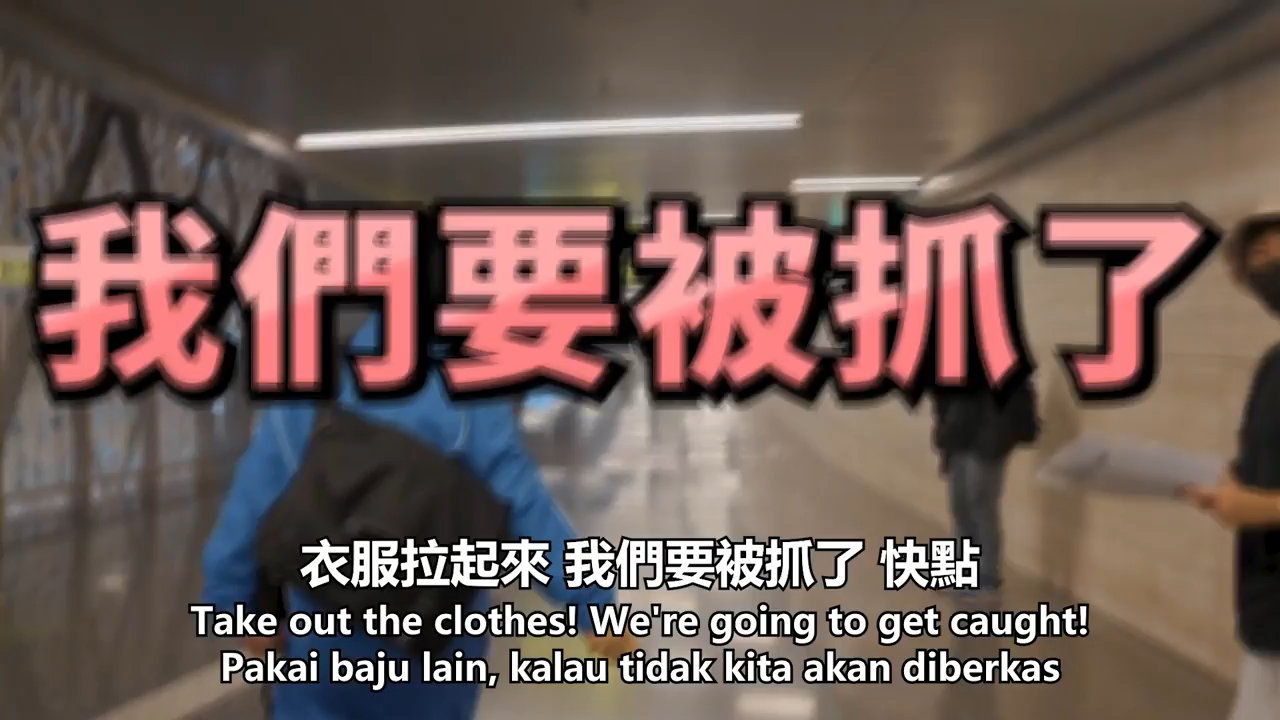 我們要被抓了
衣服拉起來 我們要被抓了 快點
Take out the clothes! We're going to get caught!
Pakai baju lain, kalau tidak kita akan diberkas